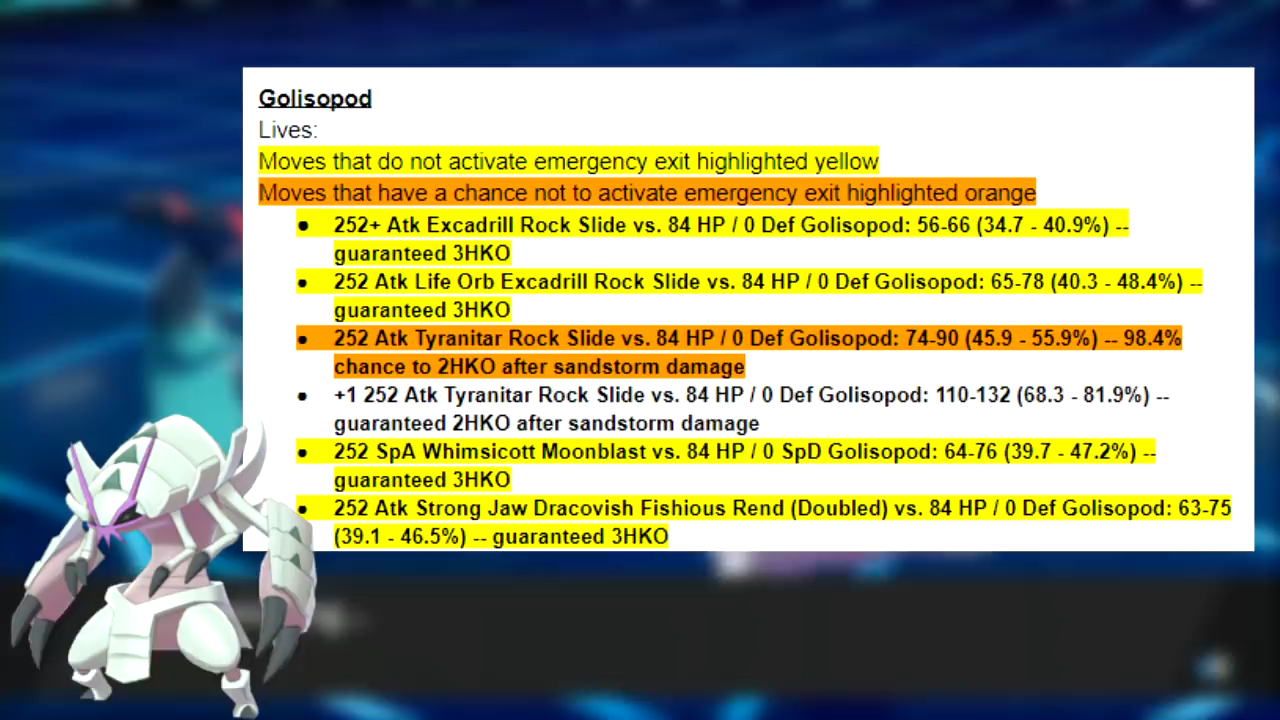 Golisopod
Lives:
Moves that do not activate emergency exit highlighted yellow
Moves that have a chance not to activate emergency exit highlighted orange
● 252+ Atk Excadrill Rock Slide vs. 84 HP / 0 Def Golisopod: 56-66 (34.7 - 40.9%) --
guaranteed 3HKO
● 252 Atk Life Orb Excadrill Rock Slide vs. 84 HP / 0 Def Golisopod: 65-78 (40.3 - 48.4%) --
guaranteed 3HKO
● 252 Atk Tyranitar Rock Slide vs. 84 HP / 0 Def Golisopod: 74-90 (45.9 - 55.9%) -- 98.4%
chance to 2HKO after sandstorm damage
● +1 252 Atk Tyranitar Rock Slide vs. 84 HP / 0 Def Golisopod: 110-132 (68.3 - 81.9%) --
guaranteed 2HKO after sandstorm damage
● 252 SpA Whimsicott Moonblast vs. 84 HP / 0 SpD Golisopod: 64-76 (39.7 - 47.2%) --
guaranteed 3HKO
● 252 Atk Strong Jaw Dracovish Fishious Rend (Doubled) vs. 84 HP / 0 Def Golisopod: 63-75
(39.1 - 46.5%) -- guaranteed 3HKO